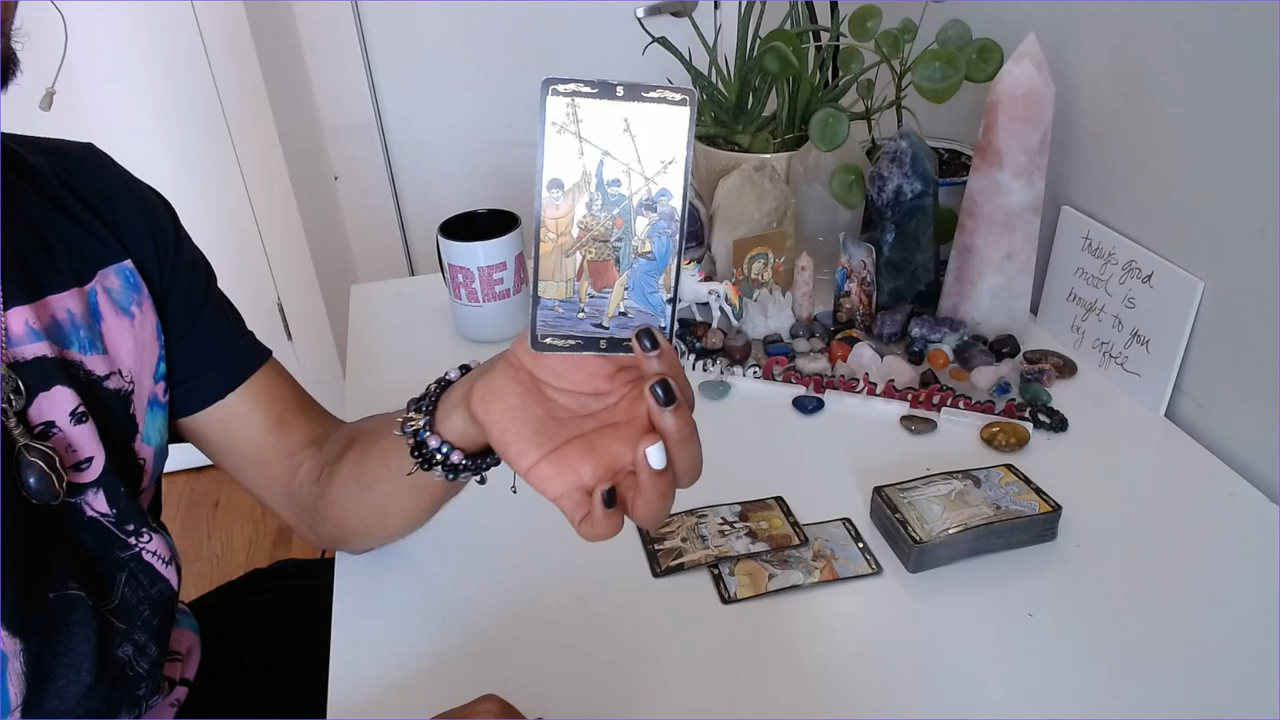 5
REA
5
today's good
mood is
brought to you
by coffee
Conversations